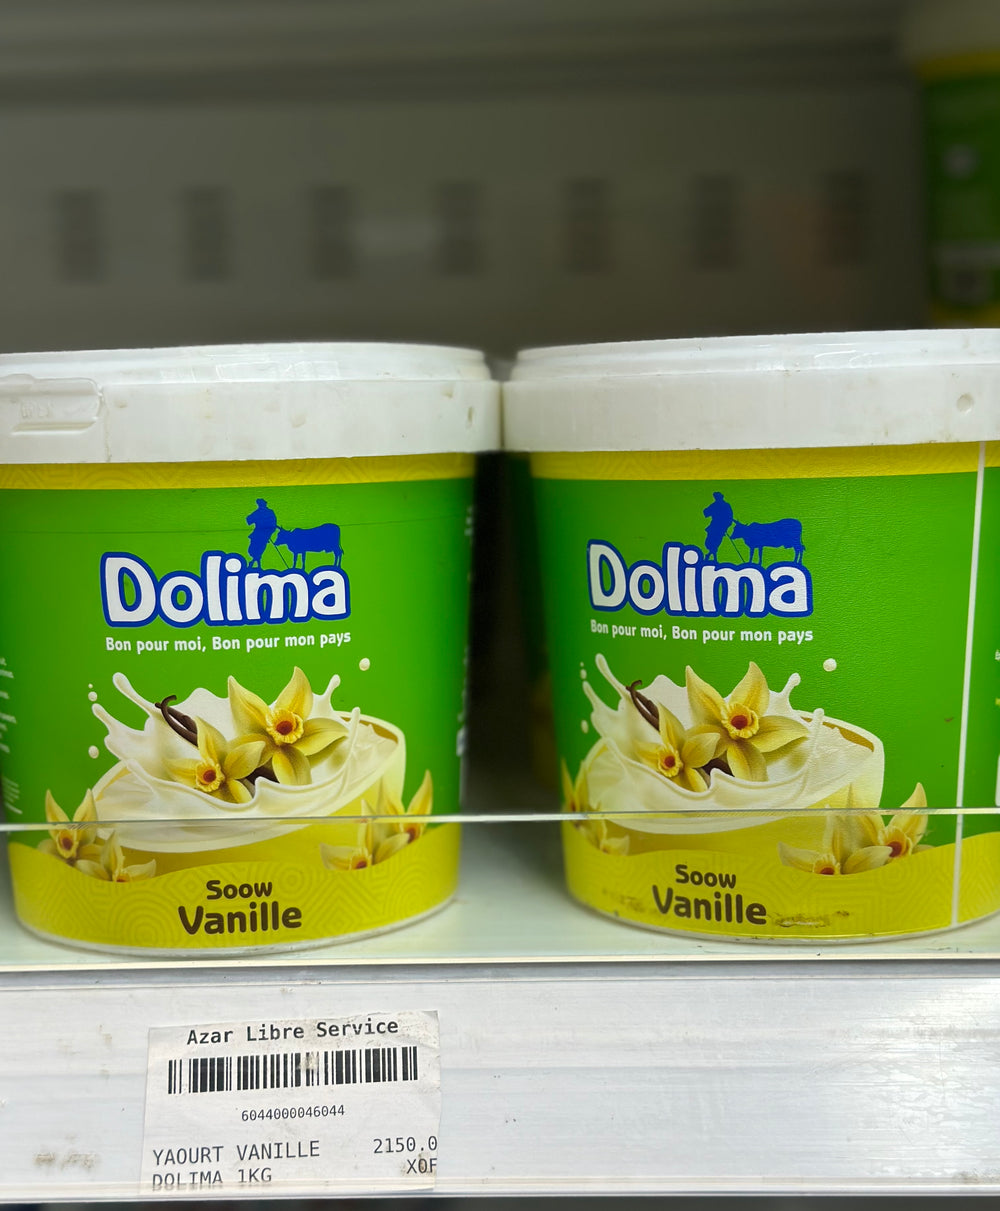 OPEN
Dolima
Bon pour moi, Bon pour mon pays
Soow
Vanille
Dolima
Bon pour moi, Bon pour mon pays
Soow
Vanille
Azar Libre Service
6044000046044
YAOURT VANILLE 2150.0
DOLIMA 1KG XOF